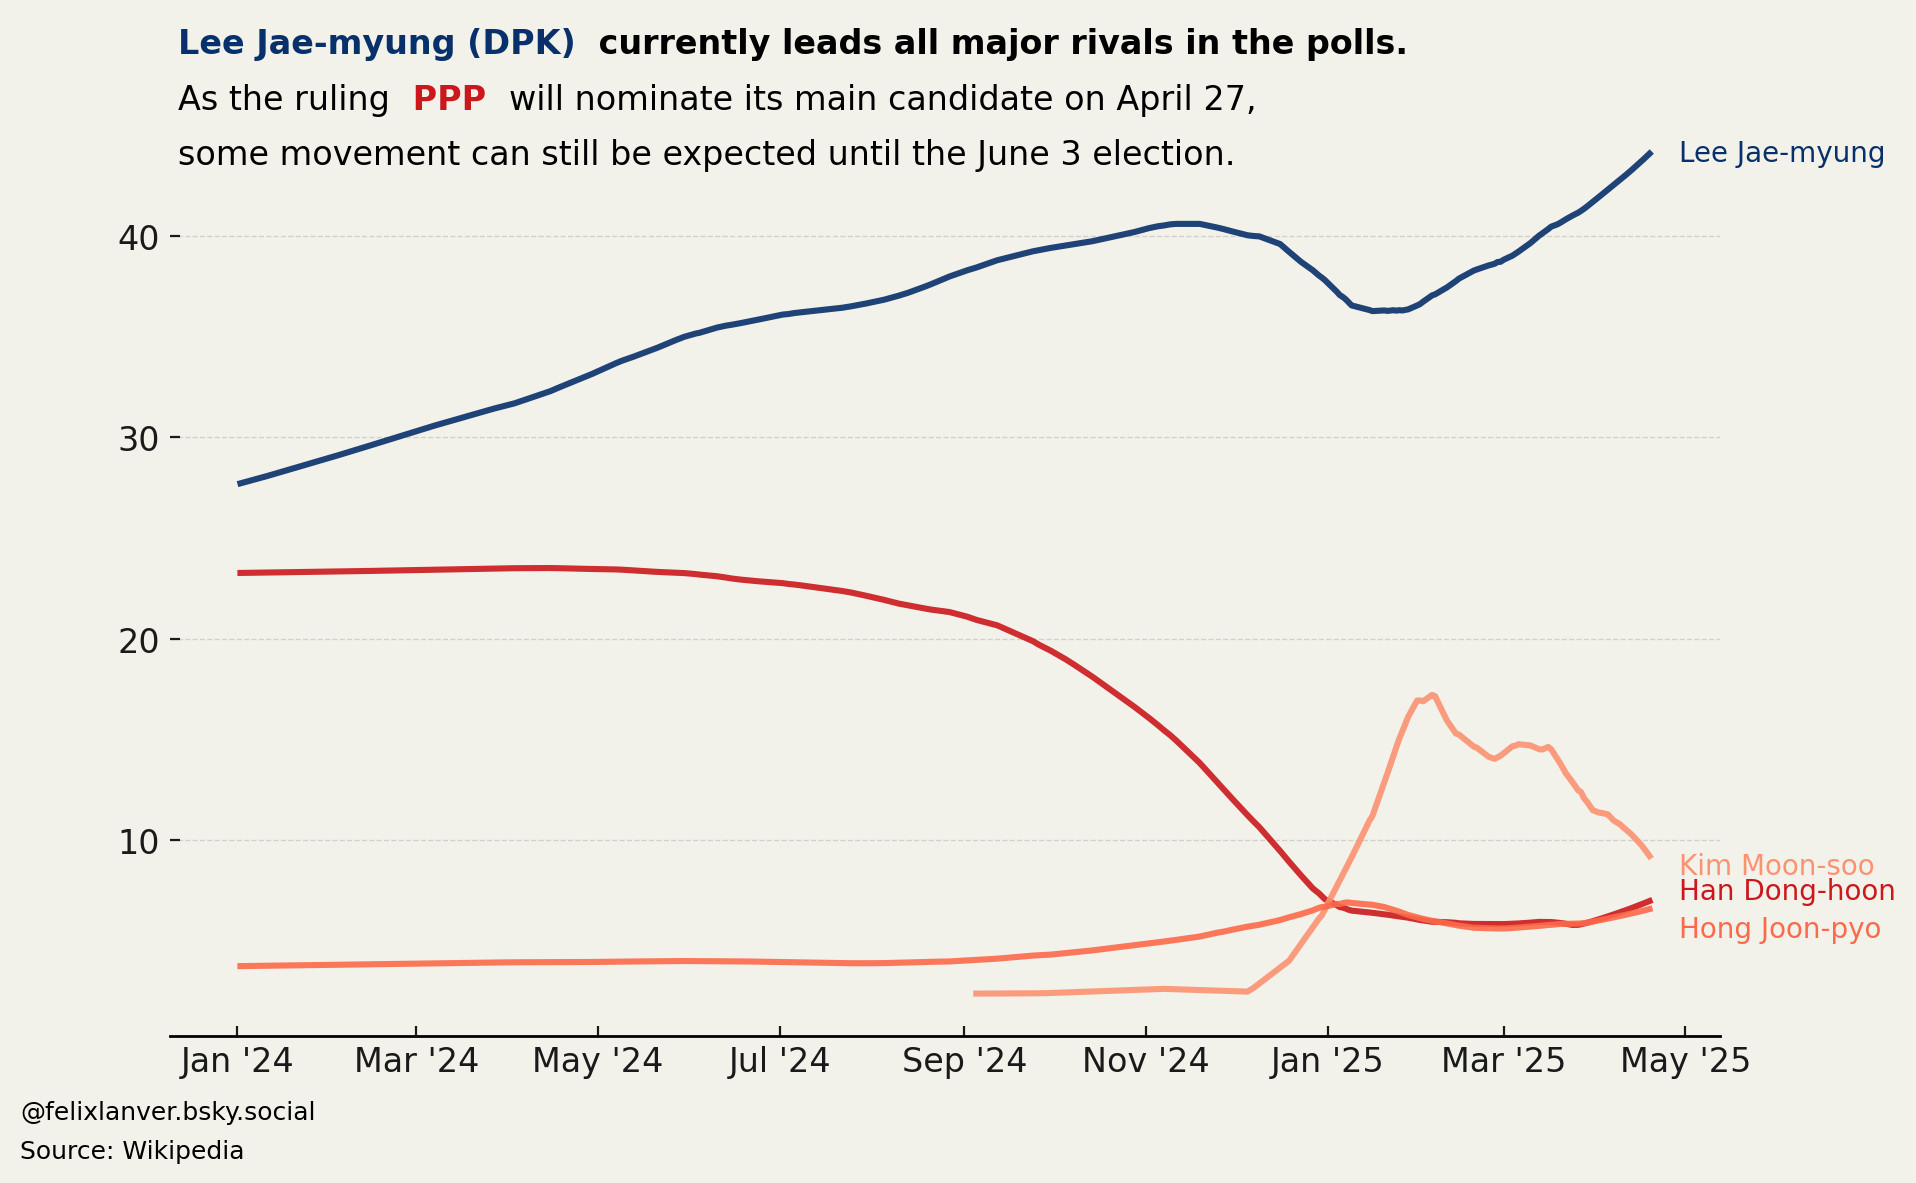 Lee Jae-myung (DPK) currently leads all major rivals in the polls.
As the ruling PPP will nominate its main candidate on April 27,
some movement can still be expected until the June 3 election.
Lee Jae-myung
40
30
20
10
Kim Moon-soo
Han Dong-hoon
Hong Joon-pyo
Jan '24 Mar '24 May '24 Jul '24 Sep '24 Nov '24 Jan '25 Mar '25 May '25
@felixlanver.bsky.social
Source: Wikipedia